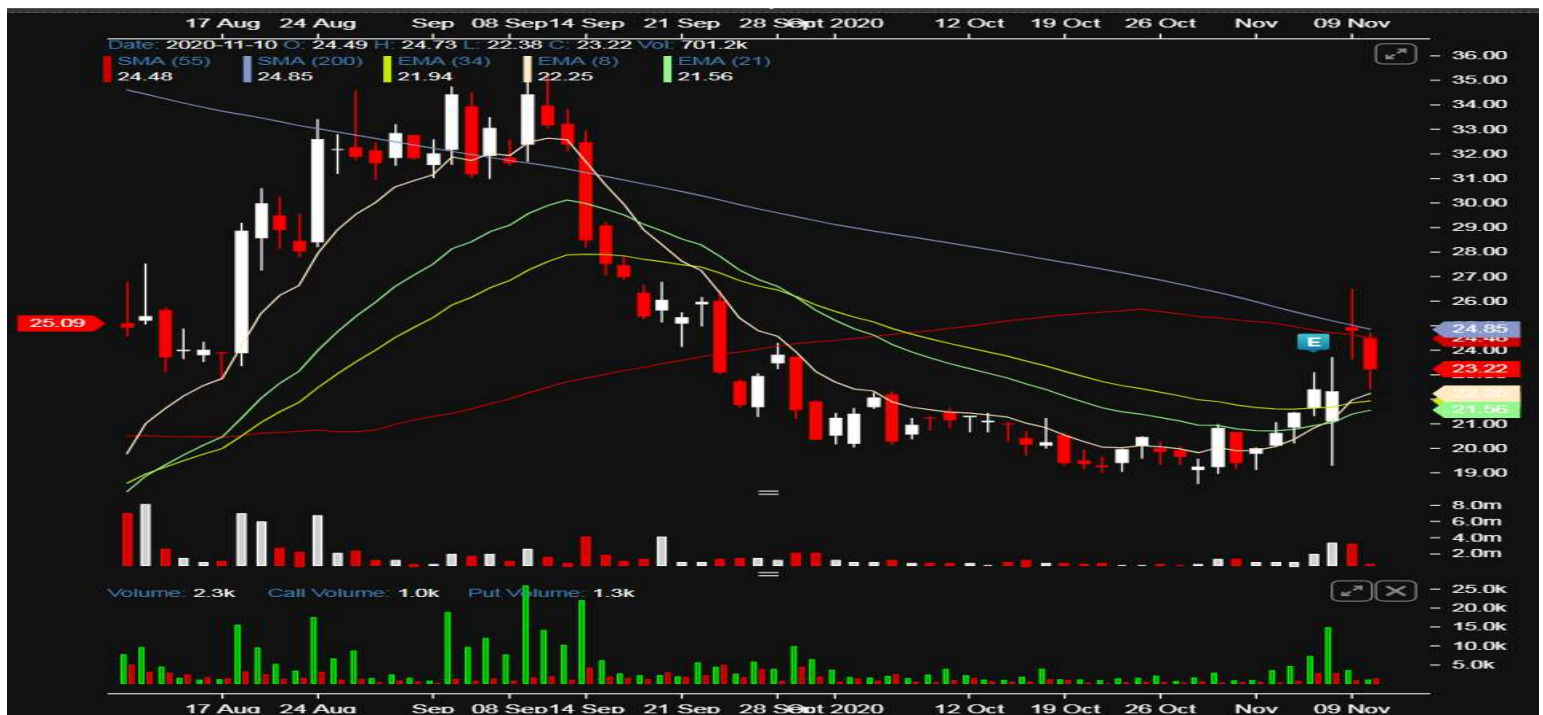 17 Aug 24 Aug Sep 08 Sep 14 Sep 21 Sep 28 Sep Oct 2020 12 Oct 19 Oct 26 Oct Nov 09 Nov
Date: 2020-11-10 O: 24.49 H: 24.73 L: 22.38 C: 23.22 Vol: 701.2k
SMA (55) SMA (200) EMA (34) EMA (8) EMA (21)
24.48 24.85 21.94 22.25 21.56
36.00
35.00
34.00
33.00
32.00
31.00
30.00
29.00
28.00
27.00
26.00
25.09
24.85
24.48
E
24.00
23.22
21.56
21.00
20.00
19.00
8.0m
6.0m
4.0m
2.0m
Volume: 2.3k Call Volume: 1.0k Put Volume: 1.3k
25.0k
20.0k
15.0k
10.0k
5.0k
17 Aug 24 Aug Sep 08 Sep 14 Sep 21 Sep 28 Sep 2020 12 Oct 19 Oct 26 Oct Nov 09 Nov